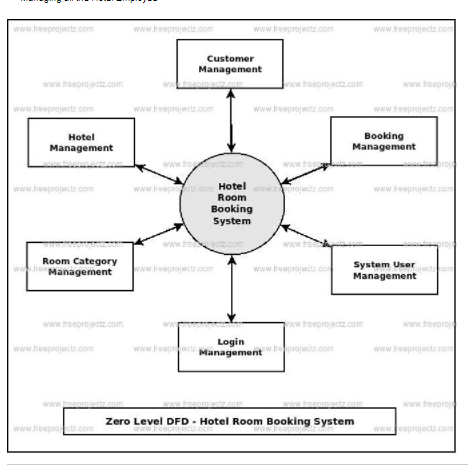 Managing all the Hotel Employee
Customer
Management
Hotel
Management
Booking
Management
Hotel
Room
Booking
System
Room Category
Management
System User
Management
Login
Management
Zero Level DFD - Hotel Room Booking System
www.freeprojectz.com